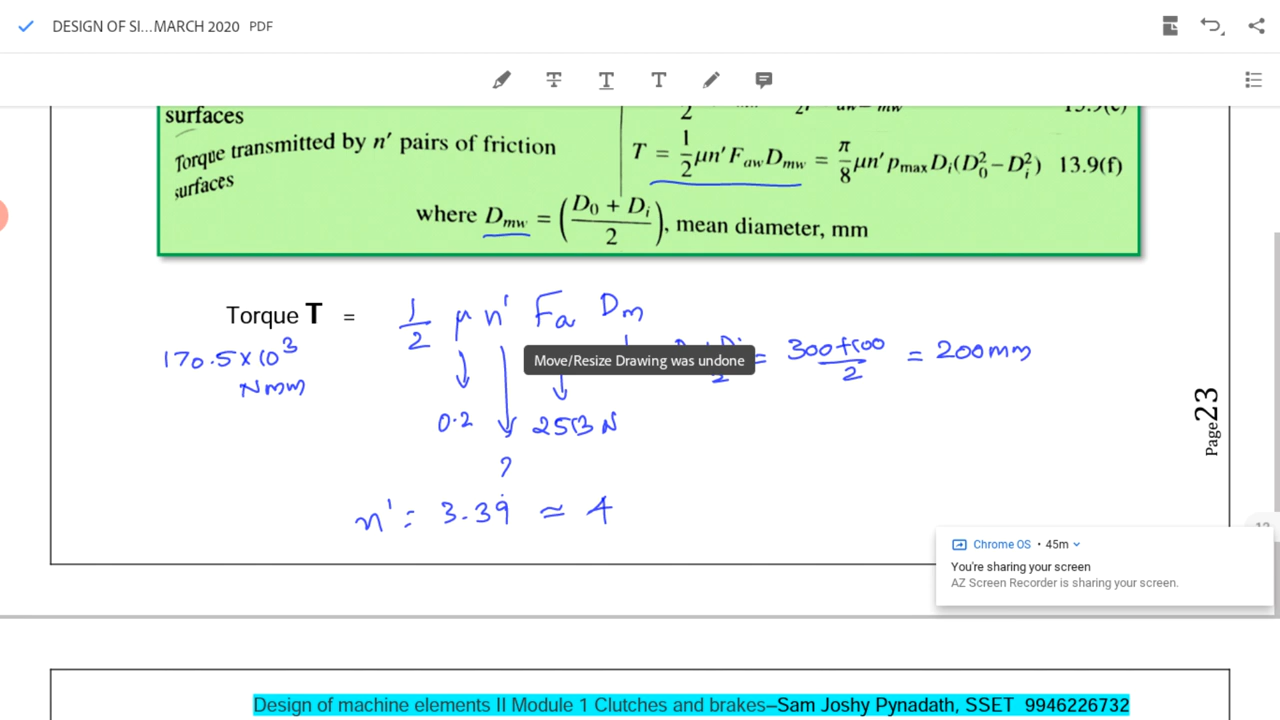 DESIGN OF SI...MARCH 2020 PDF
surfaces
Torque transmitted by n′ pairs of friction
surfaces
T = 1/2 μn′F_aw D_mw = π/8 μn′ p_max D_i(D_0^2 − D_i^2) 13.9(f)
where D_mw = (D_0 + D_i / 2), mean diameter, mm
Torque T = 1/2 μ n' Fa Dm
170.5×10^3
Nmm
Move/Resize Drawing was undone
= 300+100 / 2 = 200mm
0.2
2513 N
?
n' = 3.39 ≃ 4
Page23
Chrome OS • 45m
You're sharing your screen
AZ Screen Recorder is sharing your screen.
Design of machine elements II Module 1 Clutches and brakes–Sam Joshy Pynadath, SSET 9946226732